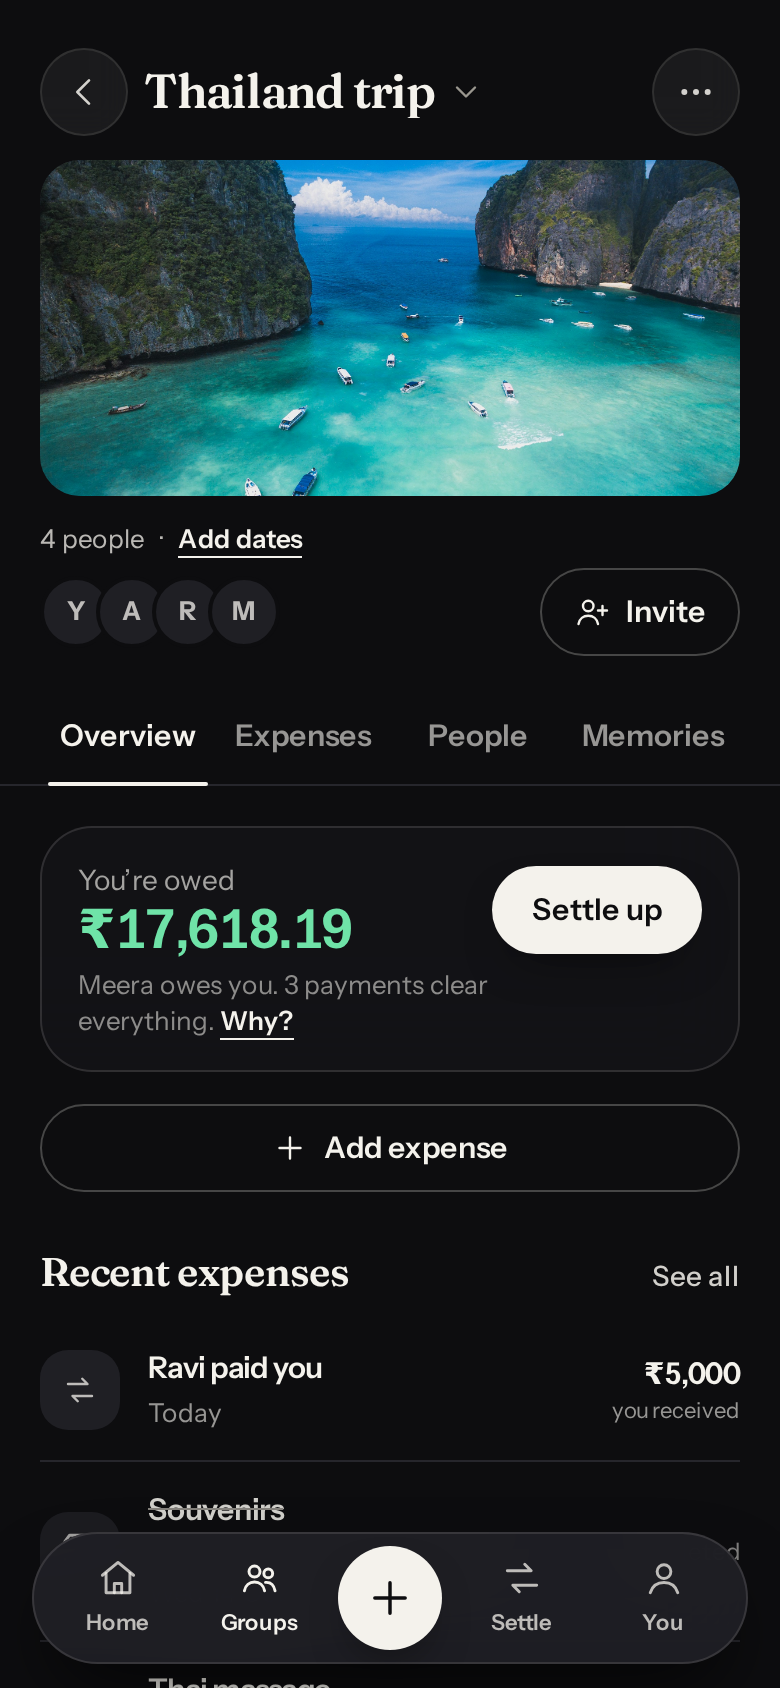 Thailand trip
4 people · Add dates
Y A R M
Invite
Overview Expenses People Memories
You’re owed
₹17,618.19
Settle up
Meera owes you. 3 payments clear
everything. Why?
Add expense
Recent expenses
See all
Ravi paid you
₹5,000
Today
you received
Souvenirs
Home Groups Settle You
Thai massage